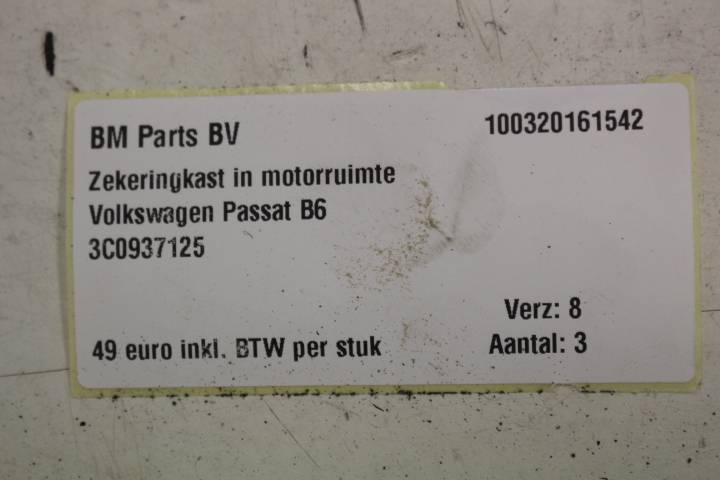 BM Parts BV
100320161542
Zekeringkast in motorruimte
Volkswagen Passat B6
3C0937125
Verz: 8
49 euro inkl. BTW per stuk
Aantal: 3